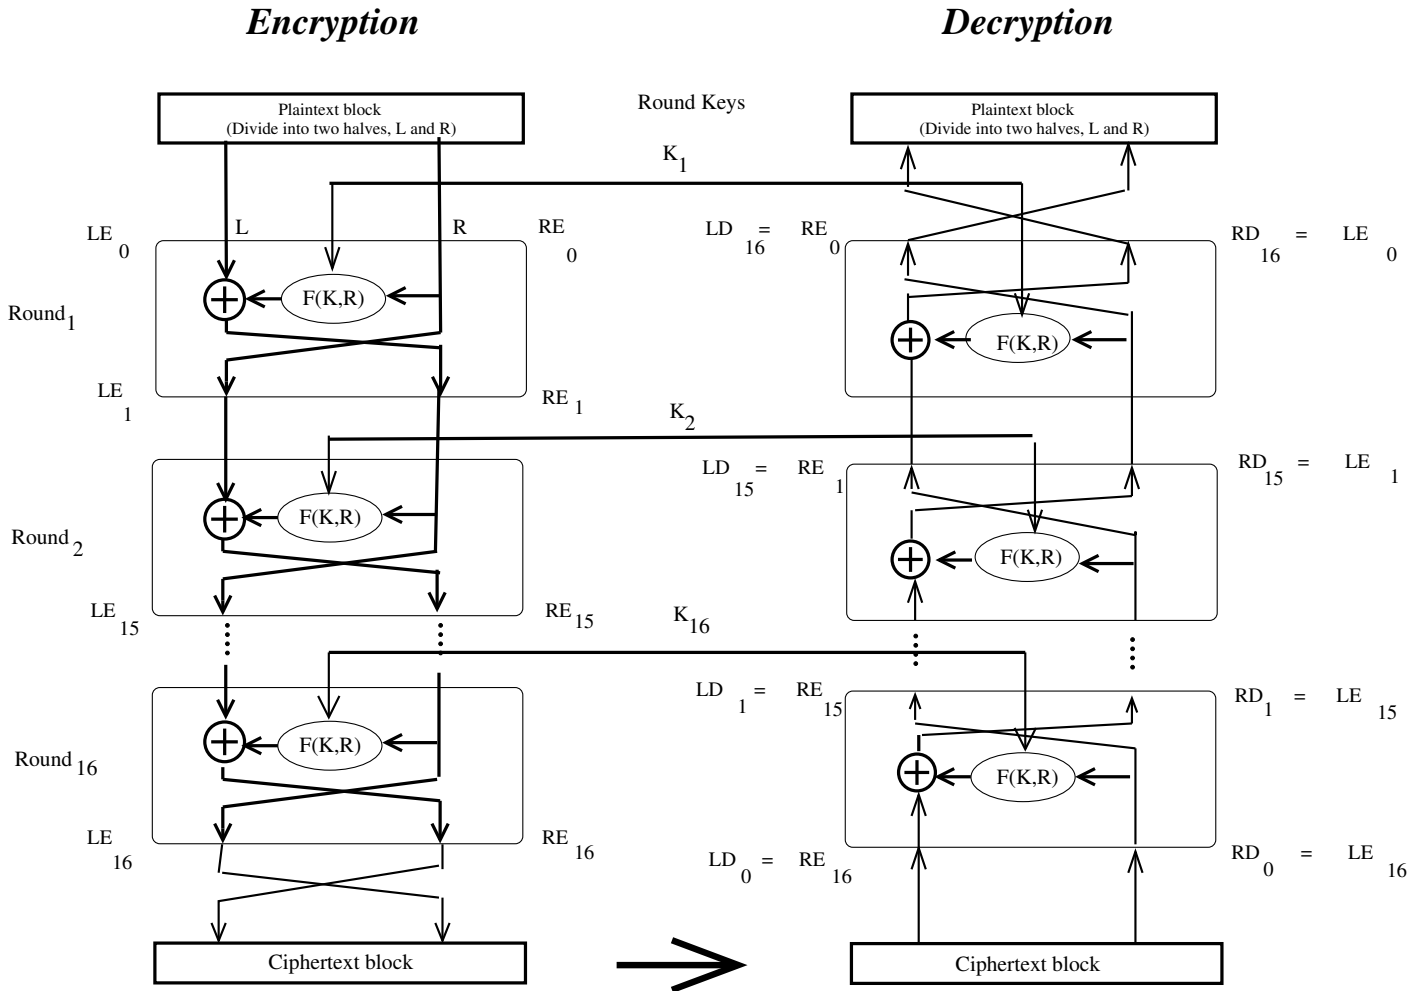 Encryption
Decryption
Plaintext block
(Divide into two halves, L and R)
Round Keys
Plaintext block
(Divide into two halves, L and R)
K1
LE0
L
R
RE0
LD16 = RE0
RD16 = LE0
F(K,R)
Round1
F(K,R)
LE1
RE1
K2
LD15 = RE1
RD15 = LE1
F(K,R)
Round2
F(K,R)
LE15
RE15
K16
LD1 = RE15
RD1 = LE15
F(K,R)
Round16
F(K,R)
LE16
RE16
LD0 = RE16
RD0 = LE16
Ciphertext block
Ciphertext block